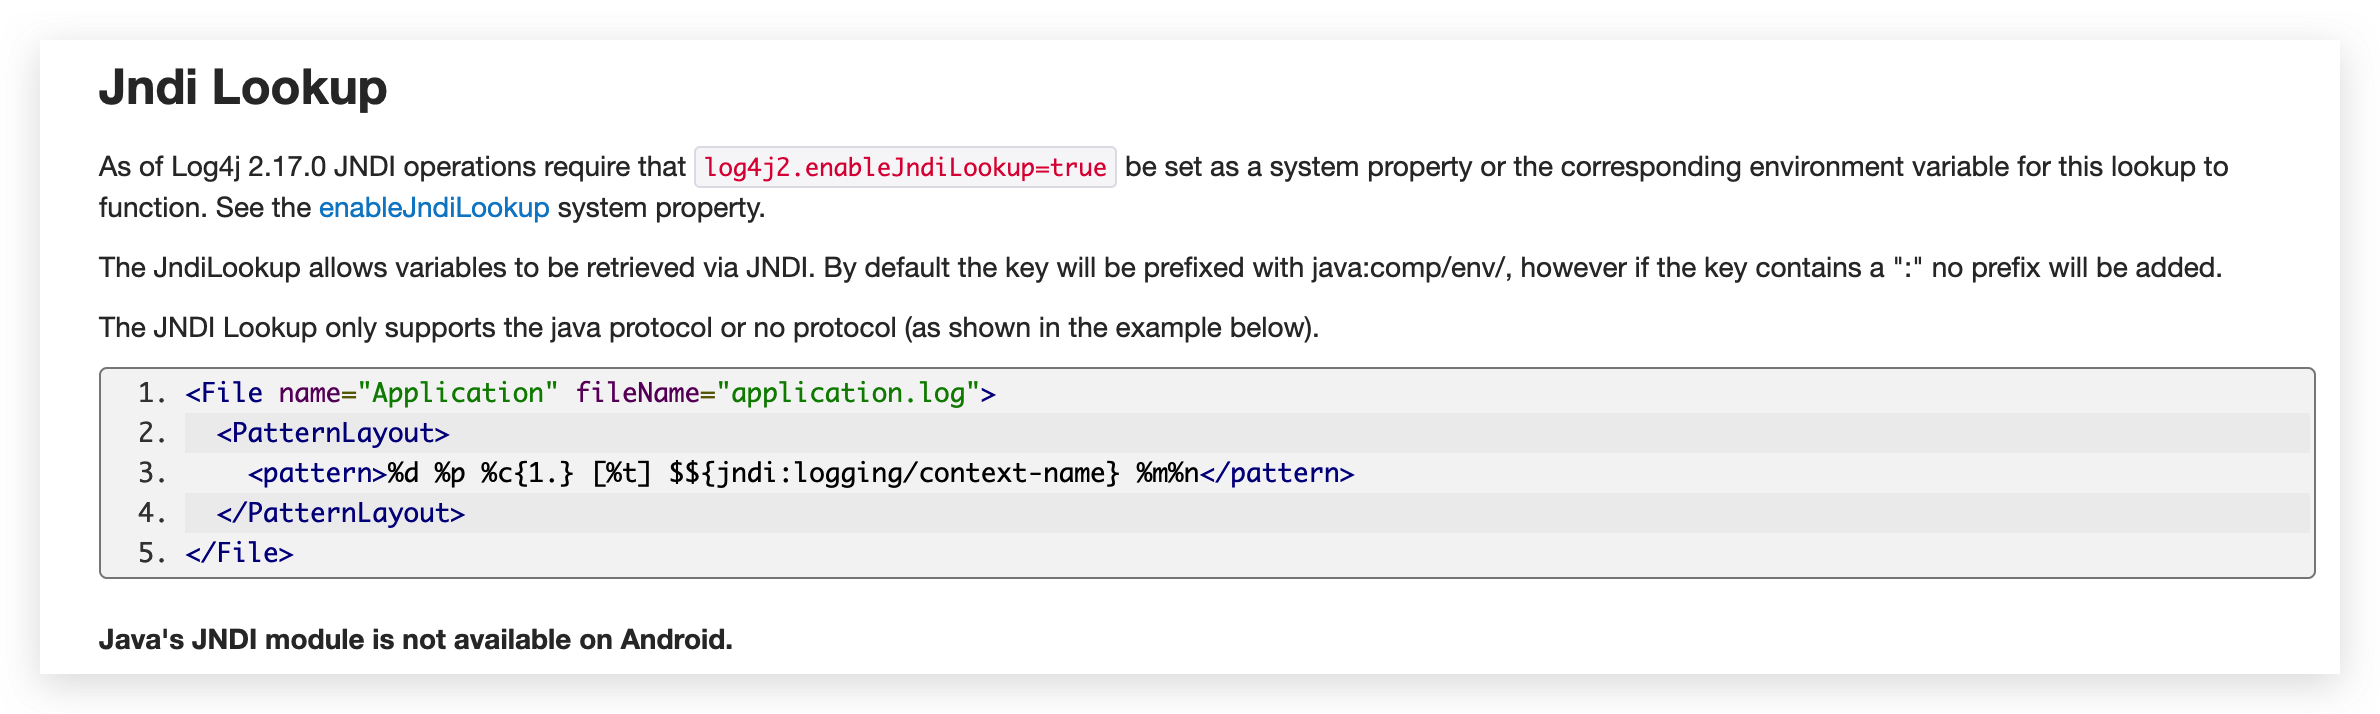 Jndi Lookup
As of Log4j 2.17.0 JNDI operations require that log4j2.enableJndiLookup=true be set as a system property or the corresponding environment variable for this lookup to
function. See the enableJndiLookup system property.
The JndiLookup allows variables to be retrieved via JNDI. By default the key will be prefixed with java:comp/env/, however if the key contains a ":" no prefix will be added.
The JNDI Lookup only supports the java protocol or no protocol (as shown in the example below).
1. <File name="Application" fileName="application.log">
2.   <PatternLayout>
3.     <pattern>%d %p %c{1.} [%t] $${jndi:logging/context-name} %m%n</pattern>
4.   </PatternLayout>
5. </File>
Java's JNDI module is not available on Android.